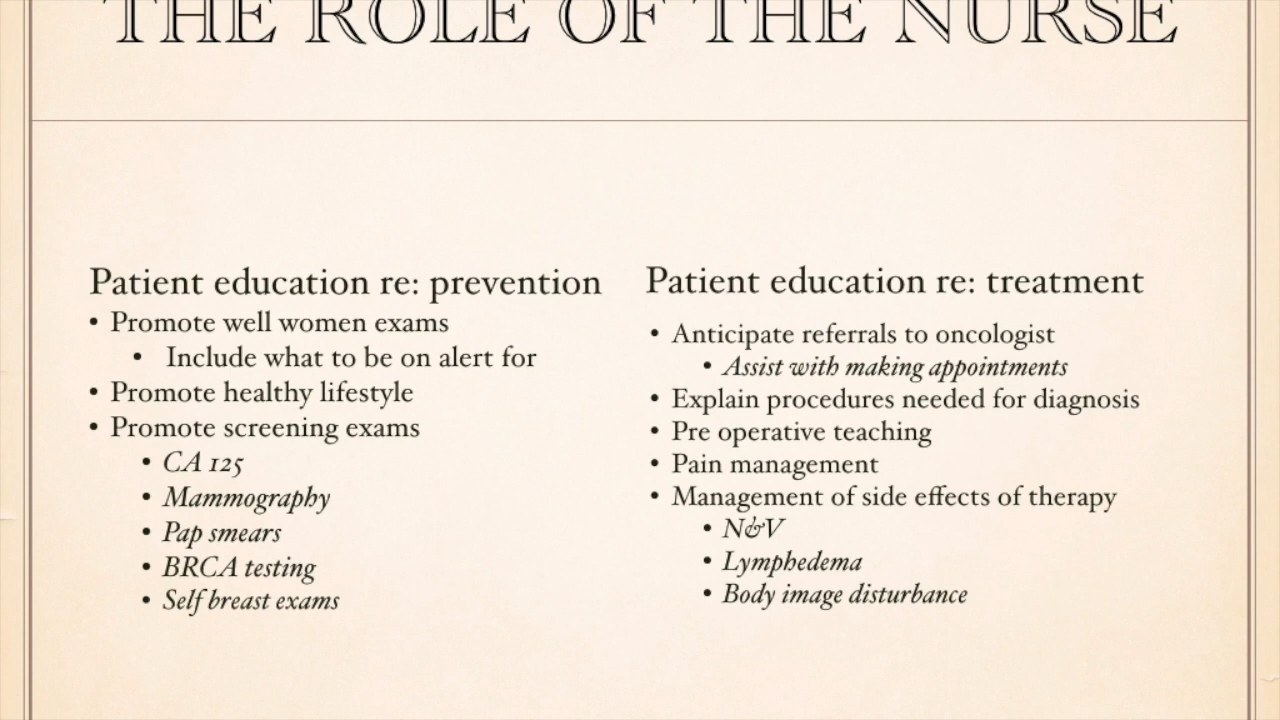 THE ROLE OF THE NURSE
Patient education re: prevention
• Promote well women exams
• Include what to be on alert for
• Promote healthy lifestyle
• Promote screening exams
• CA 125
• Mammography
• Pap smears
• BRCA testing
• Self breast exams
Patient education re: treatment
• Anticipate referrals to oncologist
• Assist with making appointments
• Explain procedures needed for diagnosis
• Pre operative teaching
• Pain management
• Management of side effects of therapy
• N&V
• Lymphedema
• Body image disturbance